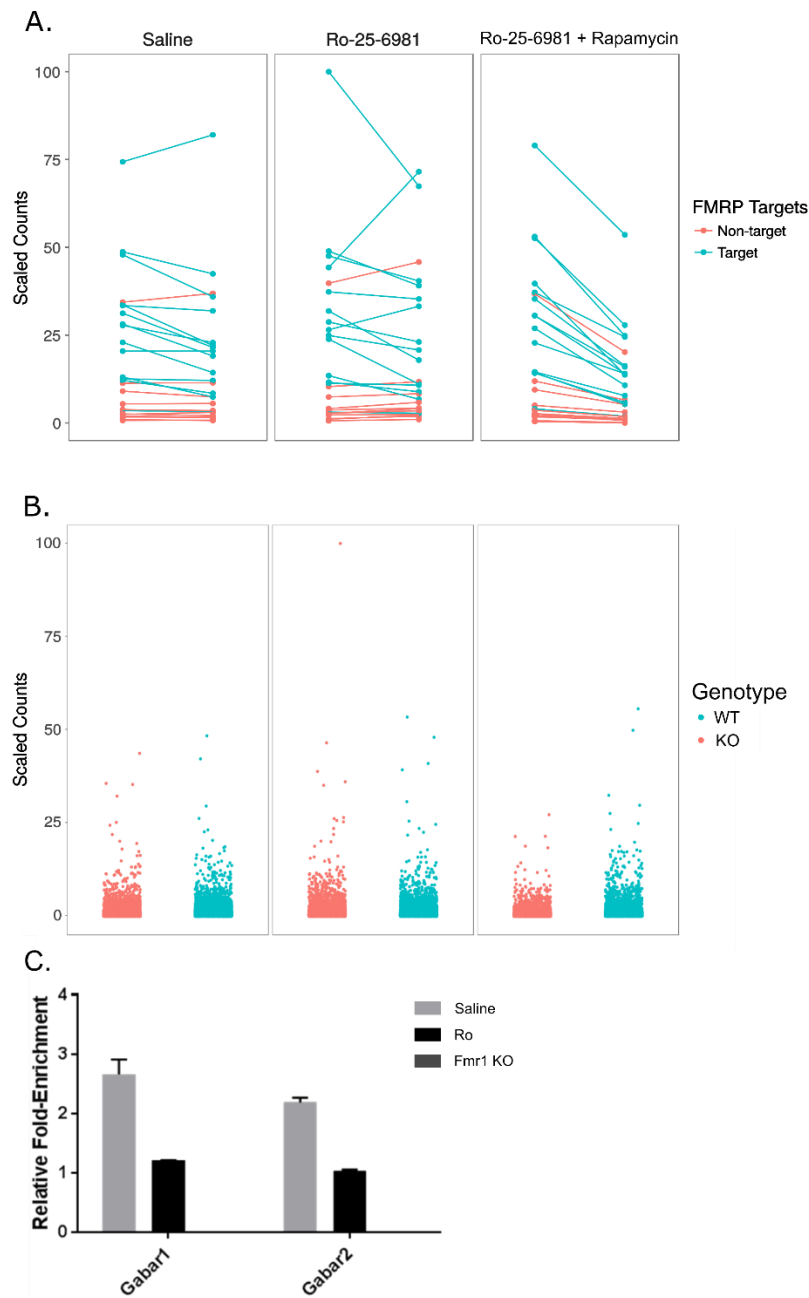 A.
Saline
Ro-25-6981
Ro-25-6981 + Rapamycin
100
75
50
25
0
Scaled Counts
FMRP Targets
Non-target
Target
B.
100
75
50
25
0
Scaled Counts
Genotype
WT
KO
C.
4
3
2
1
0
Relative Fold-Enrichment
Saline
Ro
Fmr1 KO
Gabar1
Gabar2